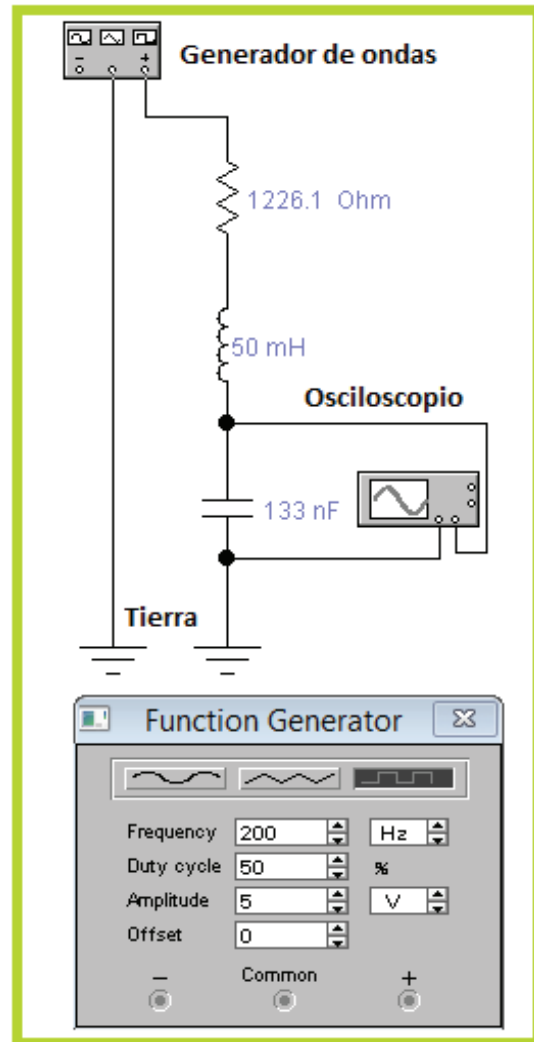 Generador de ondas
- +
1226.1 Ohm
50 mH
Osciloscopio
133 nF
Tierra
Function Generator
Frequency 200 Hz
Duty cycle 50 %
Amplitude 5 V
Offset 0
− Common +